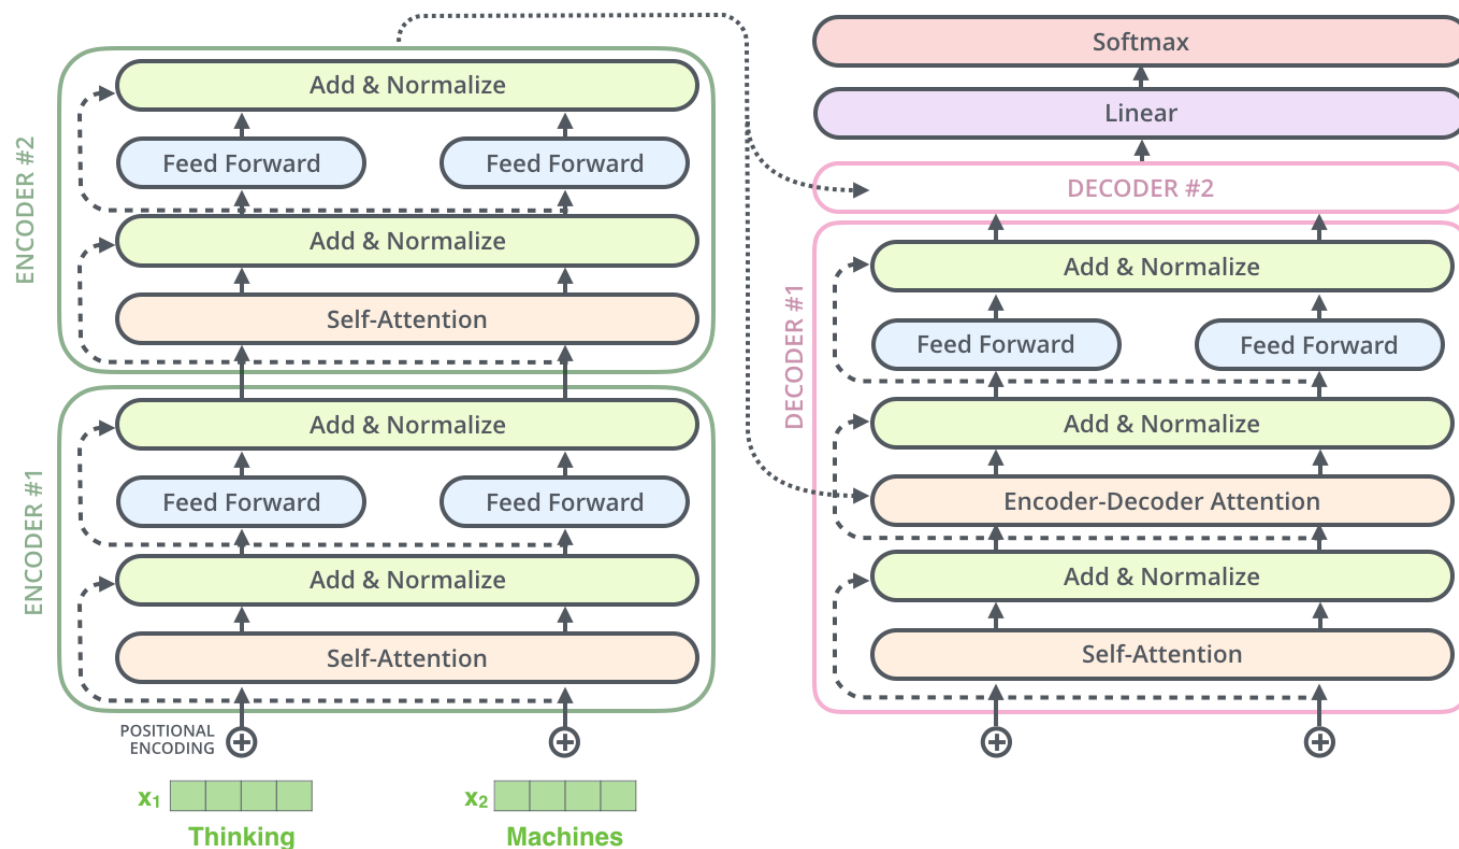 ENCODER #2
Add & Normalize
Feed Forward
Feed Forward
Add & Normalize
Self-Attention
ENCODER #1
Add & Normalize
Feed Forward
Feed Forward
Add & Normalize
Self-Attention
POSITIONAL
ENCODING
x₁
x₂
Thinking
Machines
Softmax
Linear
DECODER #2
DECODER #1
Add & Normalize
Feed Forward
Feed Forward
Add & Normalize
Encoder-Decoder Attention
Add & Normalize
Self-Attention